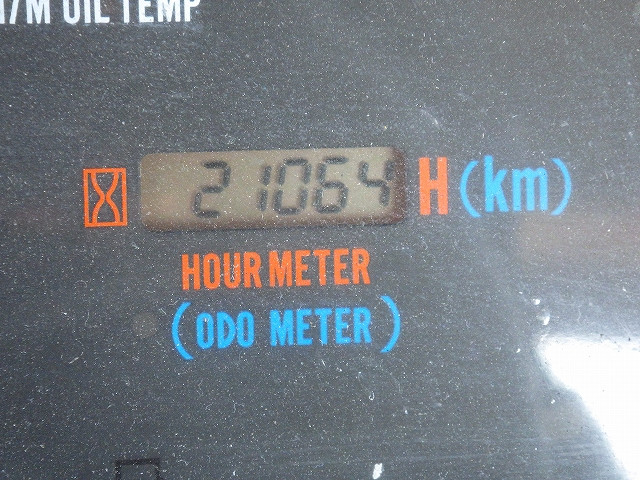 T/M OIL TEMP
21064 H (km)
HOUR METER
(ODO METER)